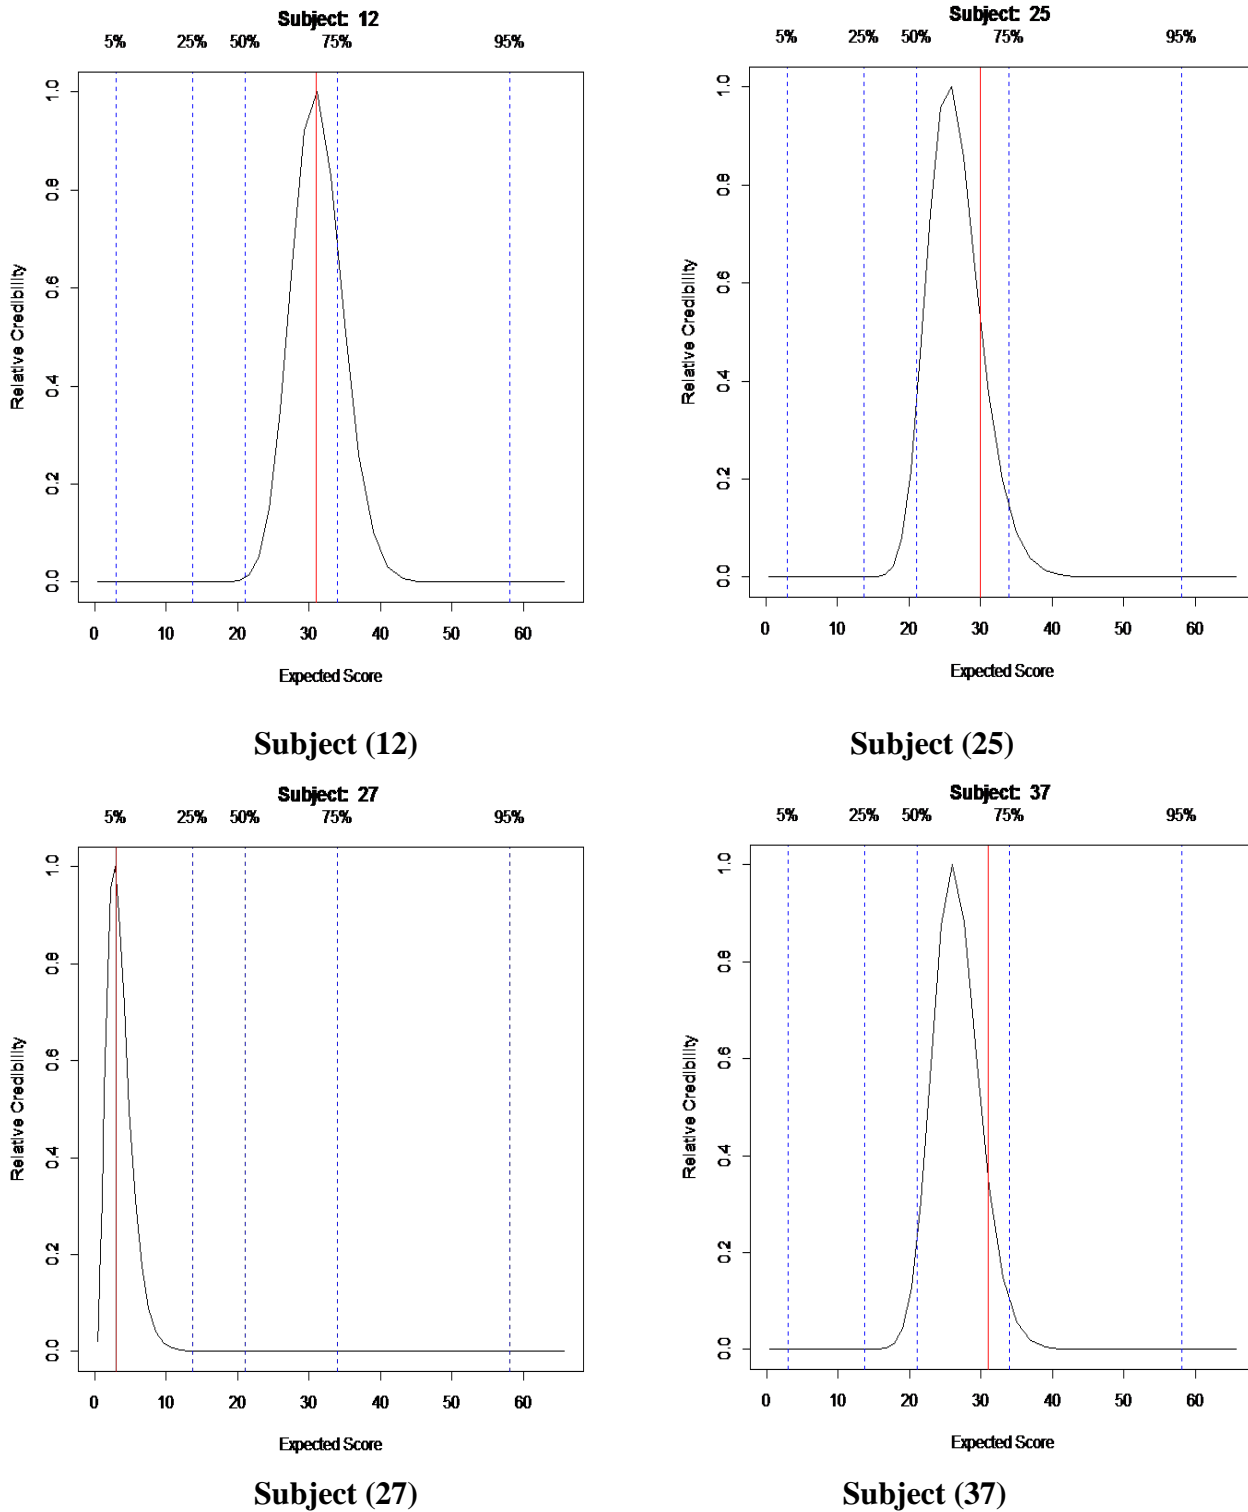 Subject: 12
5% 25% 50% 75% 95%
Relative Credibility
1.0
0.8
0.6
0.4
0.2
0.0
0 10 20 30 40 50 60
Expected Score
Subject (12)
Subject: 25
5% 25% 50% 75% 95%
Relative Credibility
1.0
0.8
0.6
0.4
0.2
0.0
0 10 20 30 40 50 60
Expected Score
Subject (25)
Subject: 27
5% 25% 50% 75% 95%
Relative Credibility
1.0
0.8
0.6
0.4
0.2
0.0
0 10 20 30 40 50 60
Expected Score
Subject (27)
Subject: 37
5% 25% 50% 75% 95%
Relative Credibility
1.0
0.8
0.6
0.4
0.2
0.0
0 10 20 30 40 50 60
Expected Score
Subject (37)